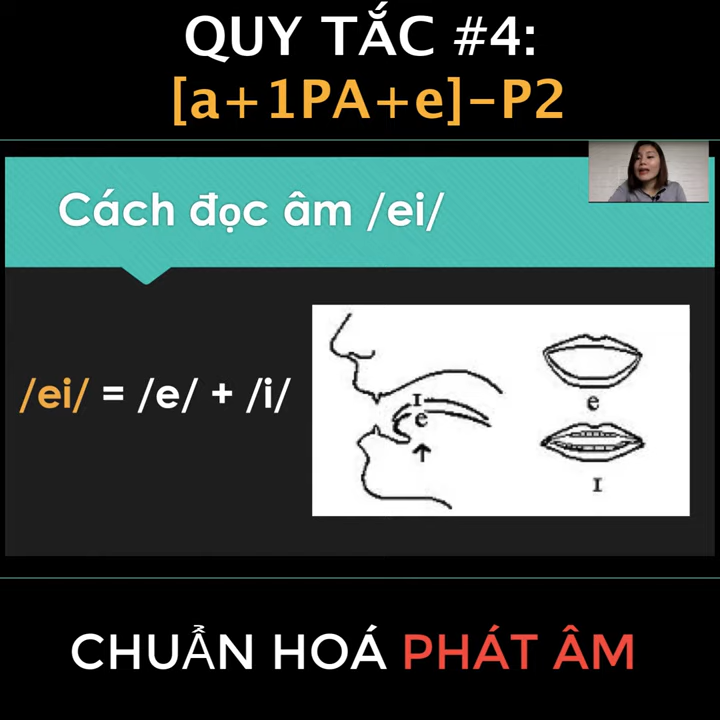 QUY TẮC #4:
[a+1PA+e]-P2
Cách đọc âm /ei/
/ei/ = /e/ + /i/
I
e
e
I
CHUẨN HOÁ PHÁT ÂM